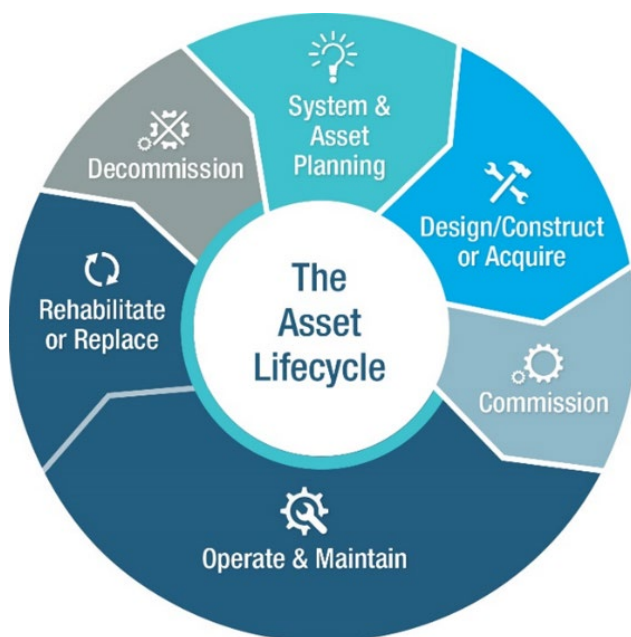 The
Asset
Lifecycle
System &
Asset
Planning
Design/Construct
or Acquire
Commission
Operate & Maintain
Rehabilitate
or Replace
Decommission